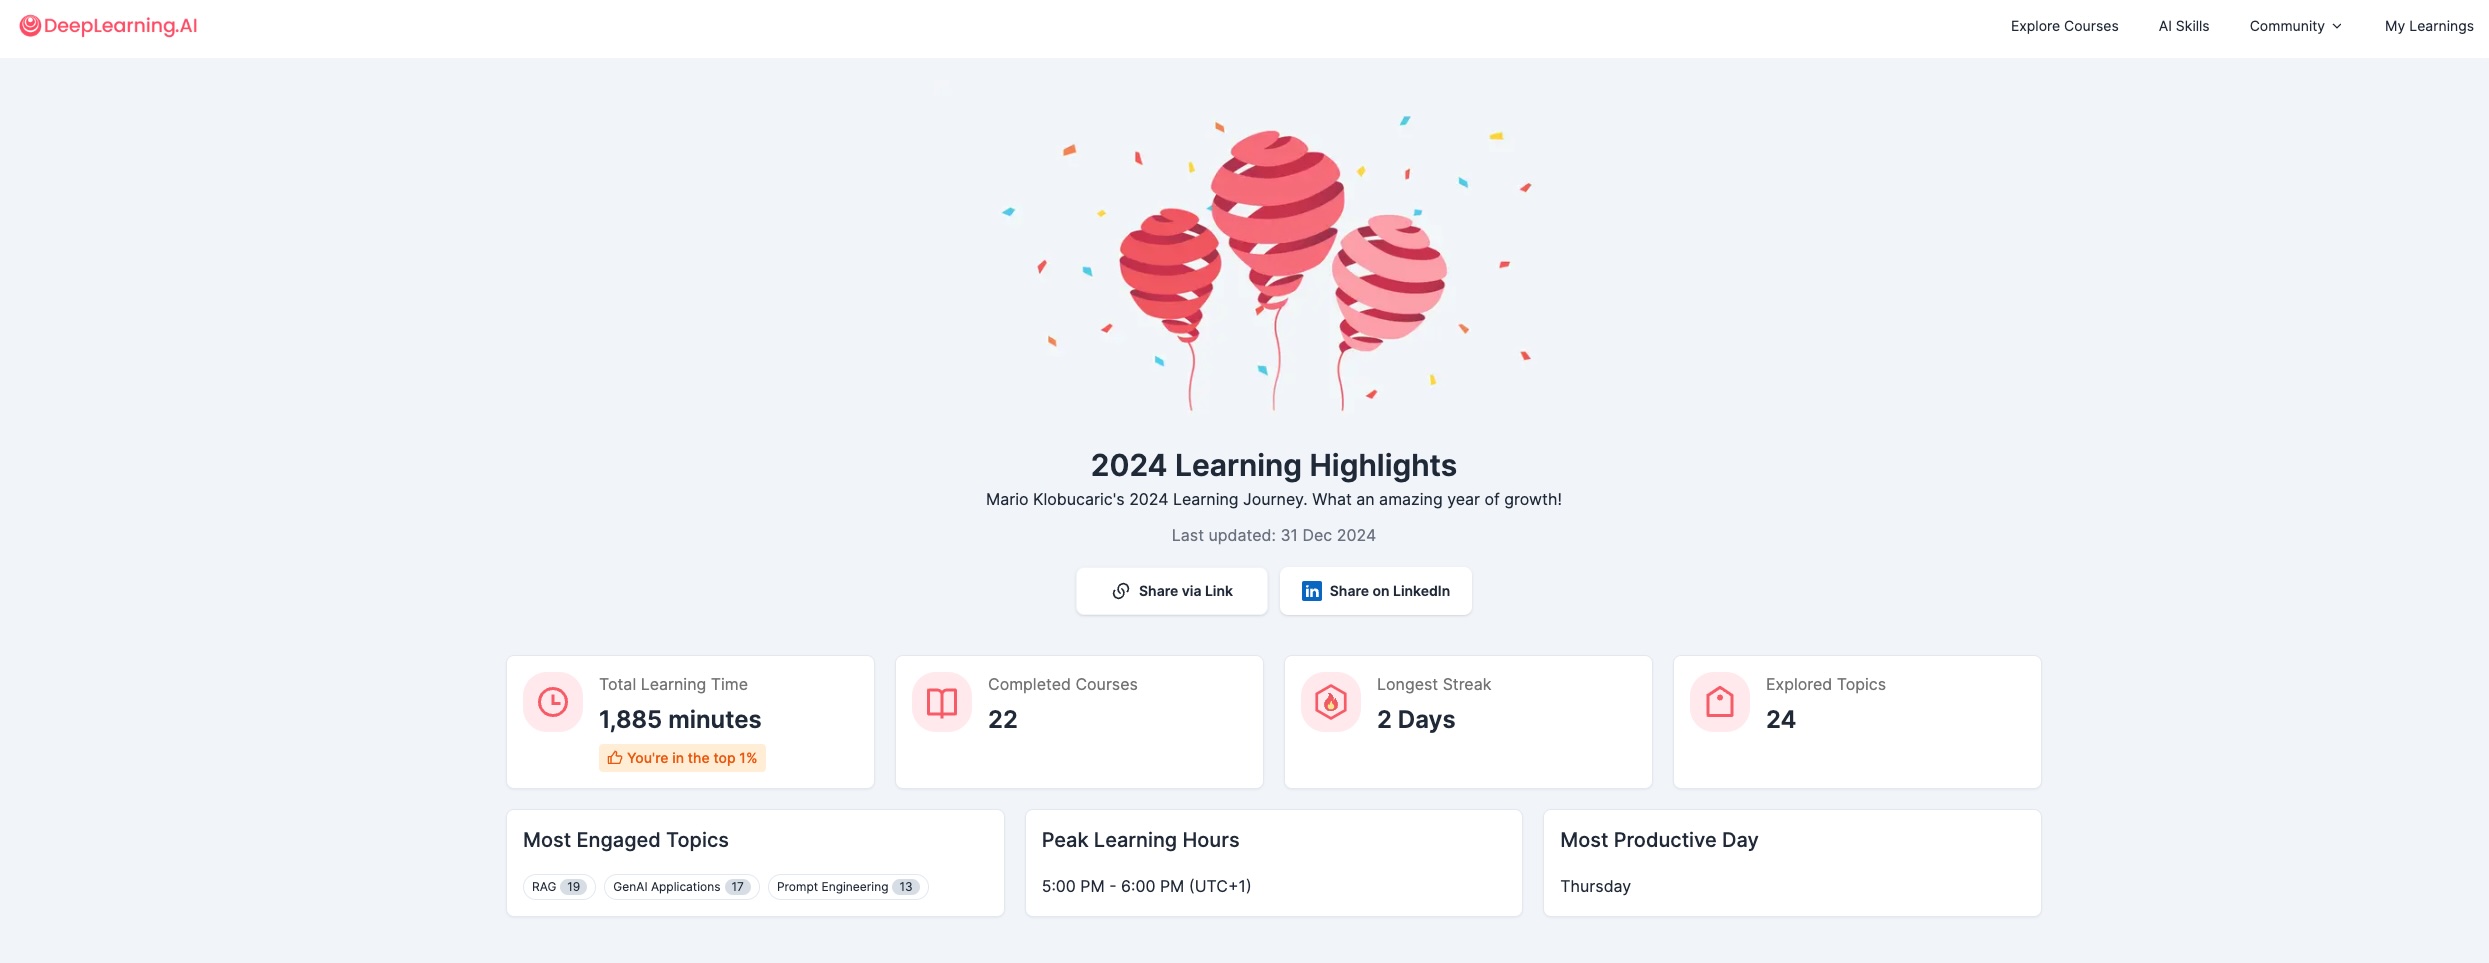 DeepLearning.AI
Explore Courses
AI Skills
Community
My Learnings
2024 Learning Highlights
Mario Klobucaric's 2024 Learning Journey. What an amazing year of growth!
Last updated: 31 Dec 2024
Share via Link
in Share on LinkedIn
Total Learning Time
1,885 minutes
You're in the top 1%
Completed Courses
22
Longest Streak
2 Days
Explored Topics
24
Most Engaged Topics
RAG 19
GenAI Applications 17
Prompt Engineering 13
Peak Learning Hours
5:00 PM - 6:00 PM (UTC+1)
Most Productive Day
Thursday